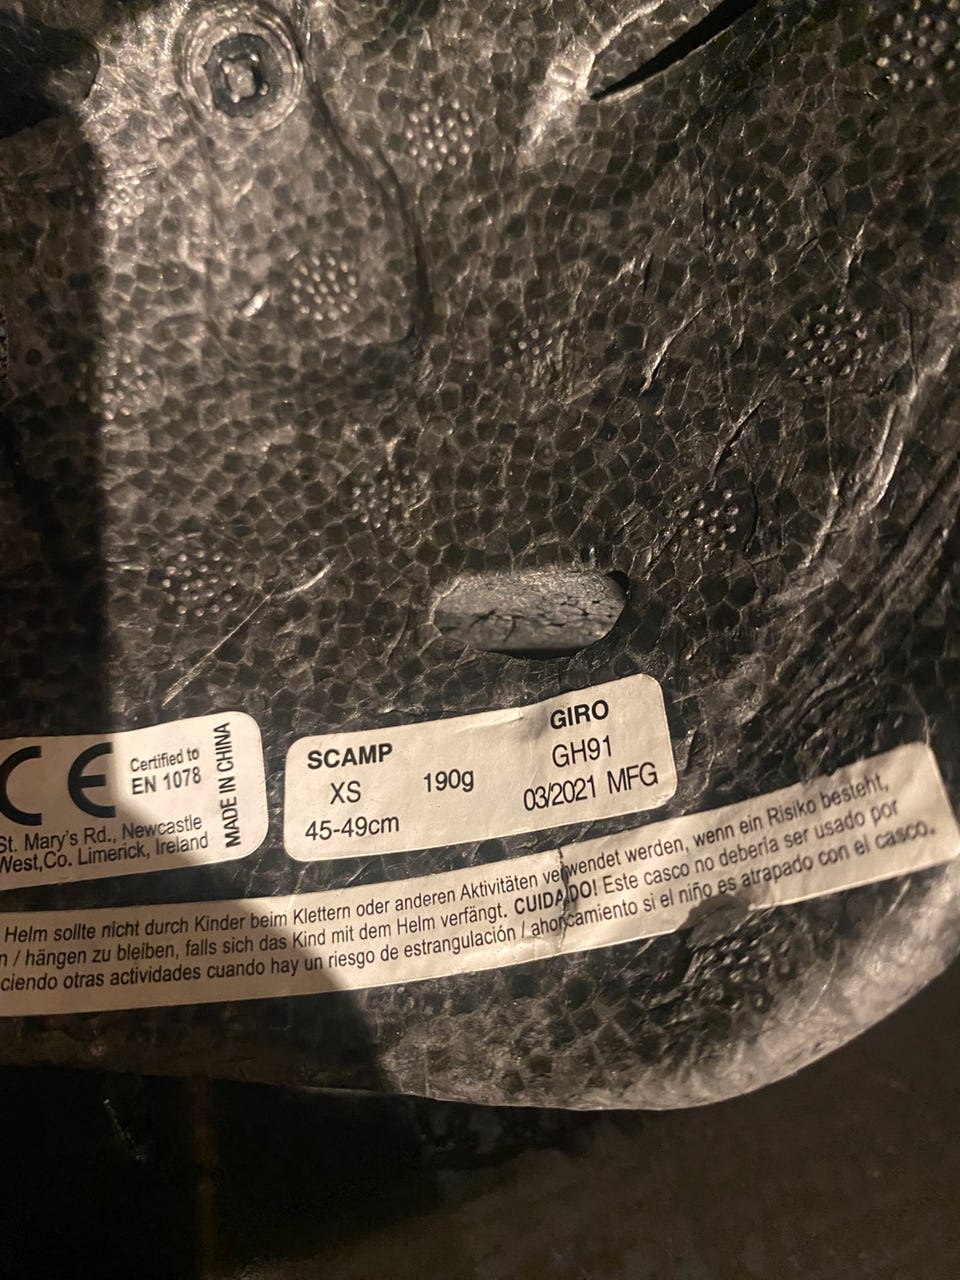 CE
Certified to
EN 1078
MADE IN CHINA
St. Mary's Rd., Newcastle
West,Co. Limerick, Ireland
SCAMP
XS
45-49cm
190g
GIRO
GH91
03/2021 MFG
Helm sollte nicht durch Kinder beim Klettern oder anderen Aktivitäten verwendet werden, wenn ein Risiko besteht,
n / hängen zu bleiben, falls sich das Kind mit dem Helm verfängt. CUIDADO! Este casco no debería ser usado por
ciendo otras actividades cuando hay un riesgo de estrangulación / ahorcamiento si el niño es atrapado con el casco.